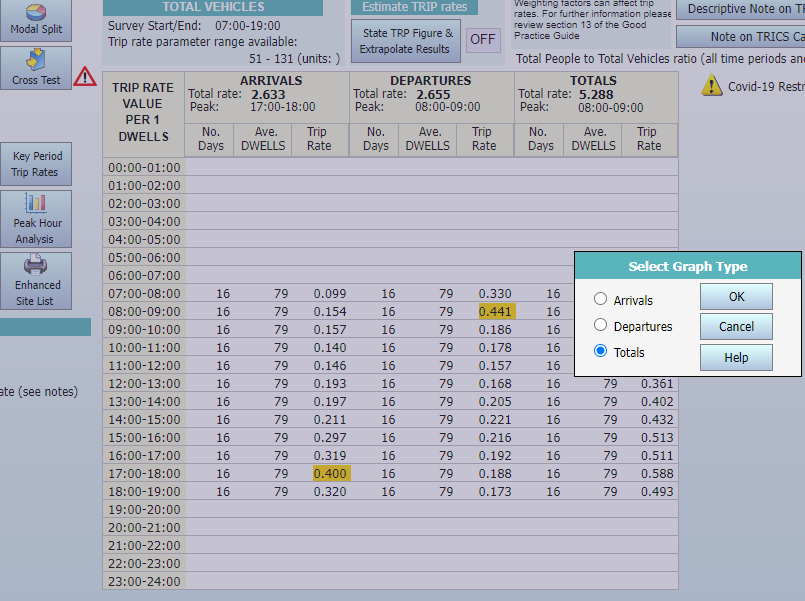 TOTAL VEHICLES
Survey Start/End: 07:00-19:00
Trip rate parameter range available:
51 - 131 (units: )
Estimate TRIP rates
State TRP Figure &
Extrapolate Results
OFF
Weighting factors can affect trip
rates. For further information please
review section 13 of the Good
Practice Guide
Descriptive Note on
Note on TRICS
Total People to Total Vehicles ratio (all time periods
Covid-19
Modal Split
Cross Test
Key Period
Trip Rates
Peak Hour
Analysis
Enhanced
Site List
(see notes)
TRIP RATE
VALUE
PER 1
DWELLS
ARRIVALS
Total rate: 2.633
Peak: 17:00-18:00
DEPARTURES
Total rate: 2.655
Peak: 08:00-09:00
TOTALS
Total rate: 5.288
Peak: 08:00-09:00
No. Days Ave. DWELLS Trip Rate No. Days Ave. DWELLS Trip Rate No. Days Ave. DWELLS Trip Rate
00:00-01:00
01:00-02:00
02:00-03:00
03:00-04:00
04:00-05:00
05:00-06:00
06:00-07:00
07:00-08:00 16 79 0.099 16 79 0.330 16
08:00-09:00 16 79 0.154 16 79 0.441 16
09:00-10:00 16 79 0.157 16 79 0.186 16
10:00-11:00 16 79 0.140 16 79 0.178 16
11:00-12:00 16 79 0.146 16 79 0.157 16
12:00-13:00 16 79 0.193 16 79 0.168 16 79 0.361
13:00-14:00 16 79 0.197 16 79 0.205 16 79 0.402
14:00-15:00 16 79 0.211 16 79 0.221 16 79 0.432
15:00-16:00 16 79 0.297 16 79 0.216 16 79 0.513
16:00-17:00 16 79 0.319 16 79 0.192 16 79 0.511
17:00-18:00 16 79 0.400 16 79 0.188 16 79 0.588
18:00-19:00 16 79 0.320 16 79 0.173 16 79 0.493
19:00-20:00
20:00-21:00
21:00-22:00
22:00-23:00
23:00-24:00
Select Graph Type
Arrivals
Departures
Totals
OK
Cancel
Help